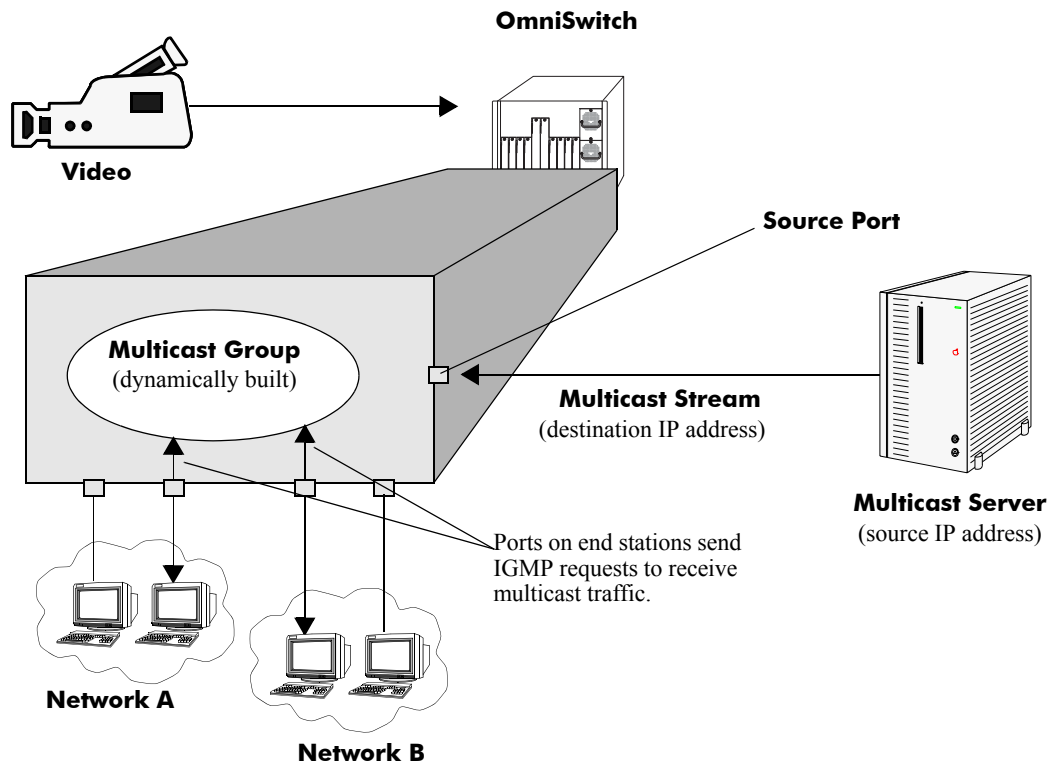 OmniSwitch
Video
Source Port
Multicast Group
(dynamically built)
Multicast Stream
(destination IP address)
Multicast Server
(source IP address)
Ports on end stations send
IGMP requests to receive
multicast traffic.
Network A
Network B